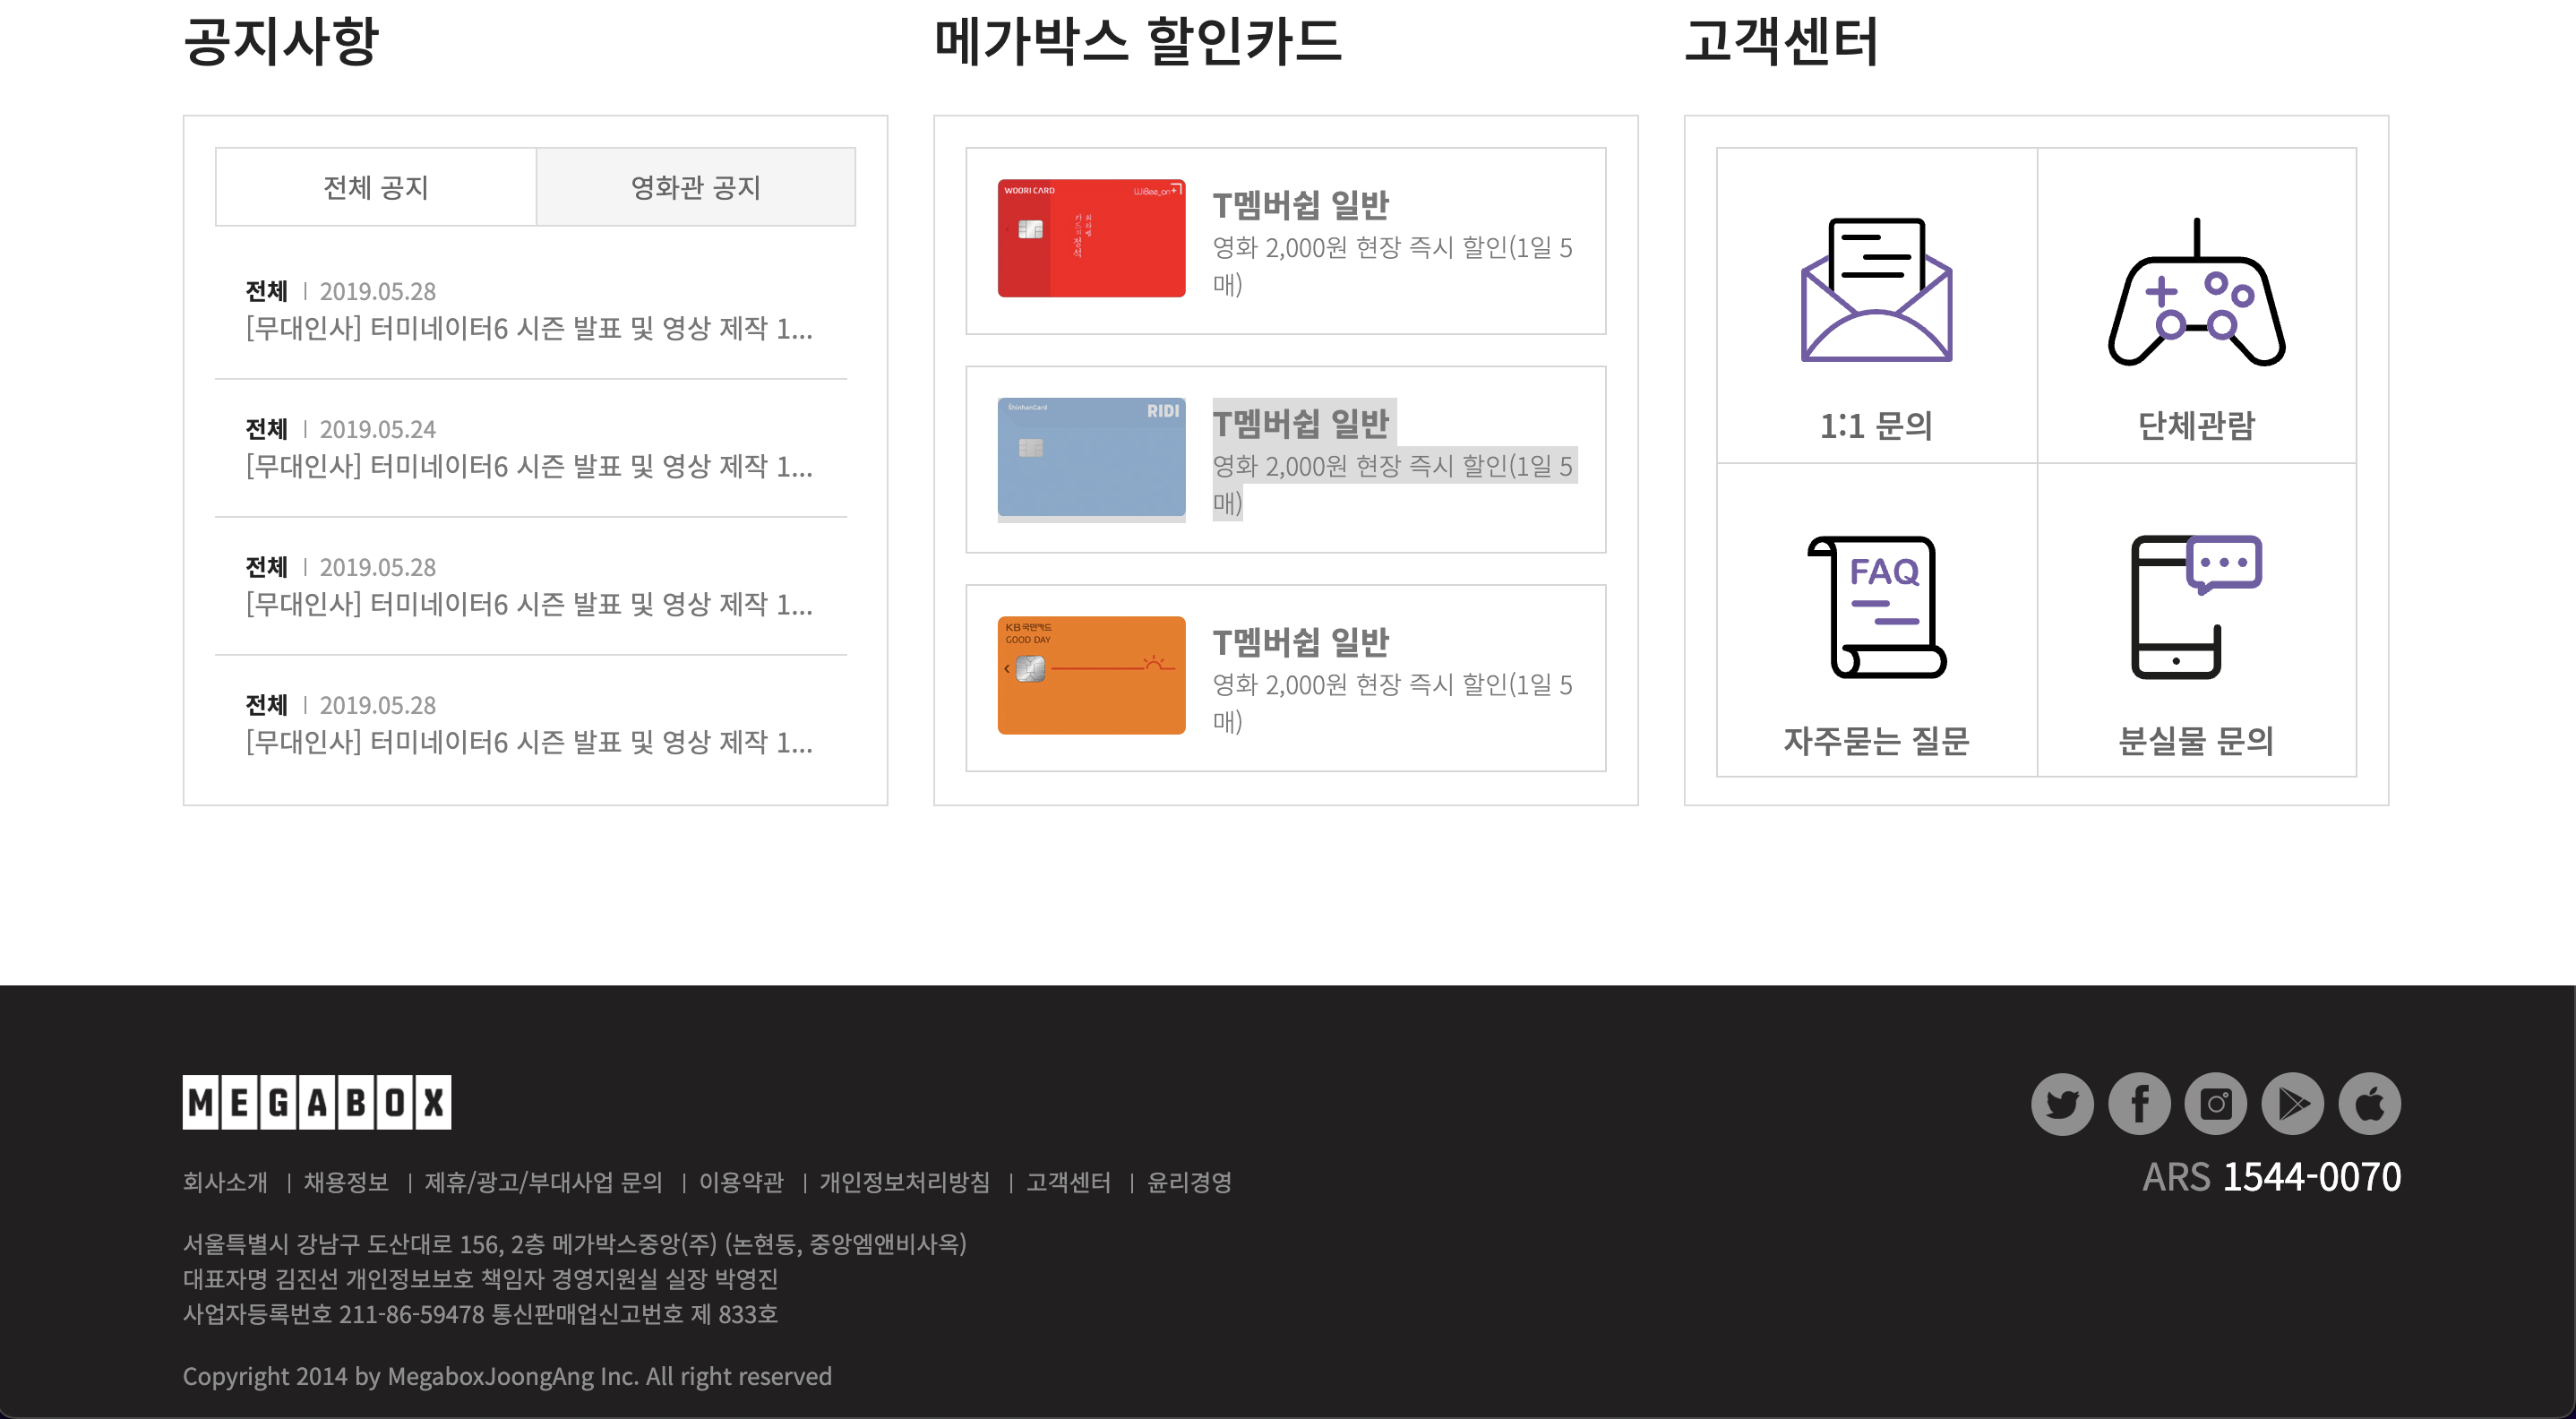 공지사항
전체 공지
영화관 공지
전체 | 2019.05.28
[무대인사] 터미네이터6 시즌 발표 및 영상 제작 1...
전체 | 2019.05.24
[무대인사] 터미네이터6 시즌 발표 및 영상 제작 1...
전체 | 2019.05.28
[무대인사] 터미네이터6 시즌 발표 및 영상 제작 1...
전체 | 2019.05.28
[무대인사] 터미네이터6 시즌 발표 및 영상 제작 1...
메가박스 할인카드
WOORI CARD
WiBee_on+
카드의정석
T멤버쉽 일반
영화 2,000원 현장 즉시 할인(1일 5
매)
ShinhanCard
RIDI
T멤버쉽 일반
영화 2,000원 현장 즉시 할인(1일 5
매)
KB국민카드
GOOD DAY
T멤버쉽 일반
영화 2,000원 현장 즉시 할인(1일 5
매)
고객센터
1:1 문의
단체관람
FAQ
자주묻는 질문
분실물 문의
MEGABOX
회사소개 | 채용정보 | 제휴/광고/부대사업 문의 | 이용약관 | 개인정보처리방침 | 고객센터 | 윤리경영
서울특별시 강남구 도산대로 156, 2층 메가박스중앙(주) (논현동, 중앙엠앤비사옥)
대표자명 김진선 개인정보보호 책임자 경영지원실 실장 박영진
사업자등록번호 211-86-59478 통신판매업신고번호 제 833호
Copyright 2014 by MegaboxJoongAng Inc. All right reserved
ARS 1544-0070